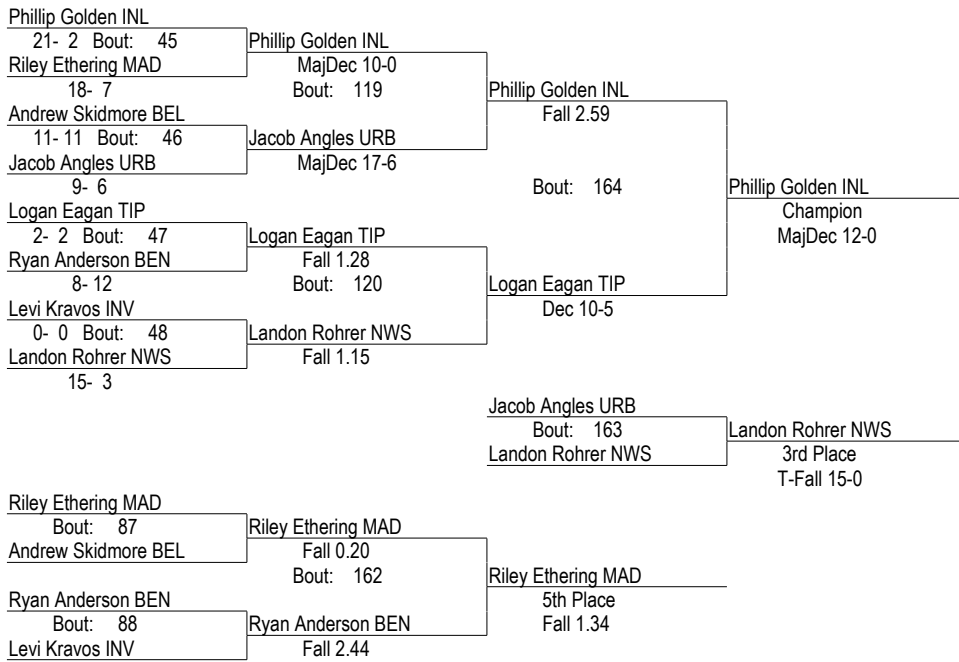 Phillip Golden INL
21- 2 Bout: 45
Riley Ethering MAD
18- 7
Andrew Skidmore BEL
11- 11 Bout: 46
Jacob Angles URB
9- 6
Logan Eagan TIP
2- 2 Bout: 47
Ryan Anderson BEN
8- 12
Levi Kravos INV
0- 0 Bout: 48
Landon Rohrer NWS
15- 3
Phillip Golden INL
MajDec 10-0
Bout: 119
Jacob Angles URB
MajDec 17-6
Logan Eagan TIP
Fall 1.28
Bout: 120
Landon Rohrer NWS
Fall 1.15
Phillip Golden INL
Fall 2.59
Bout: 164
Logan Eagan TIP
Dec 10-5
Phillip Golden INL
Champion
MajDec 12-0
Jacob Angles URB
Bout: 163
Landon Rohrer NWS
Landon Rohrer NWS
3rd Place
T-Fall 15-0
Riley Ethering MAD
Bout: 87
Andrew Skidmore BEL
Ryan Anderson BEN
Bout: 88
Levi Kravos INV
Riley Ethering MAD
Fall 0.20
Bout: 162
Ryan Anderson BEN
Fall 2.44
Riley Ethering MAD
5th Place
Fall 1.34